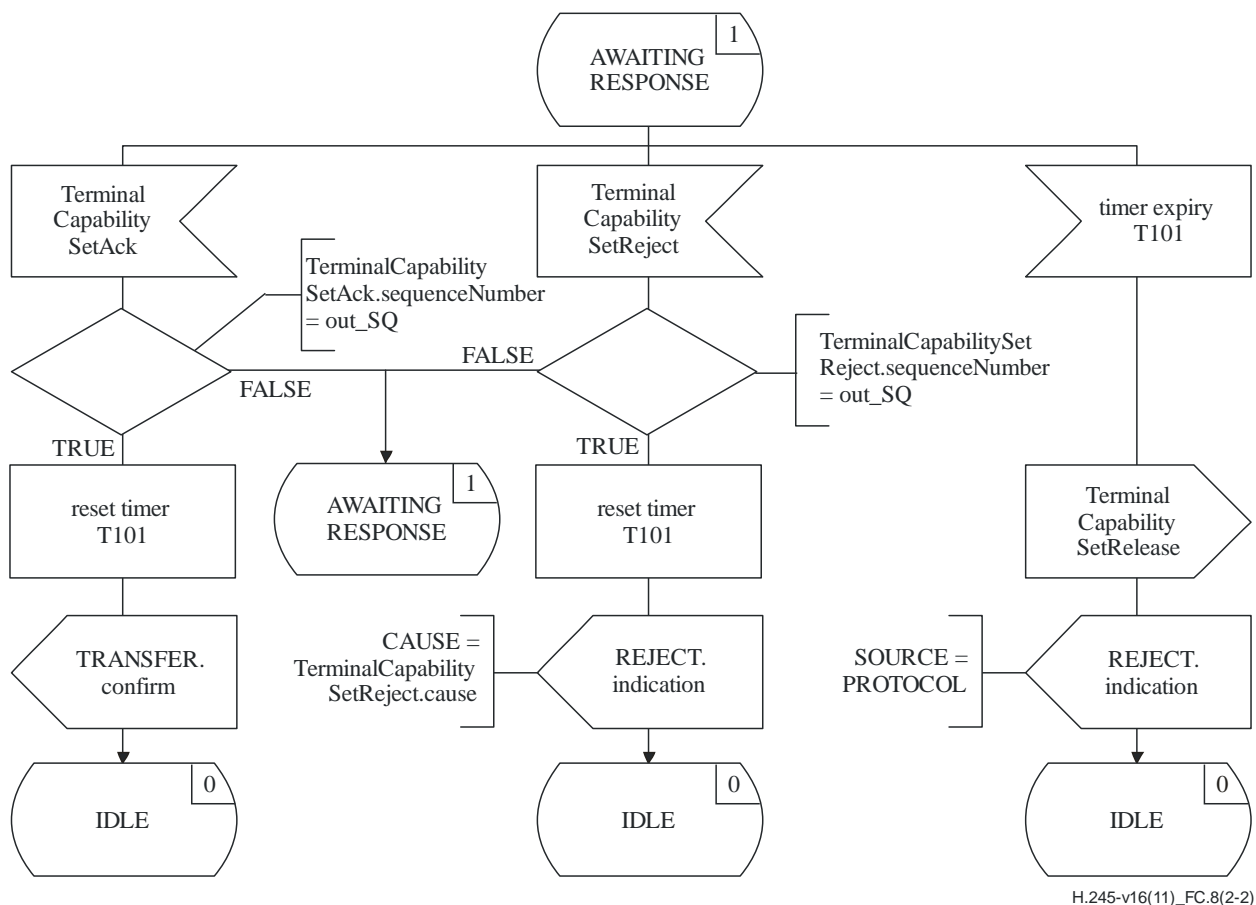 1
AWAITING
RESPONSE
Terminal
Capability
SetAck
Terminal
Capability
SetReject
timer expiry
T101
TerminalCapability
SetAck.sequenceNumber
= out_SQ
TerminalCapabilitySet
Reject.sequenceNumber
= out_SQ
FALSE
FALSE
TRUE
TRUE
reset timer
T101
1
AWAITING
RESPONSE
reset timer
T101
Terminal
Capability
SetRelease
TRANSFER.
confirm
CAUSE =
TerminalCapability
SetReject.cause
REJECT.
indication
SOURCE =
PROTOCOL
REJECT.
indication
0
IDLE
0
IDLE
0
IDLE
H.245-v16(11)_FC.8(2-2)